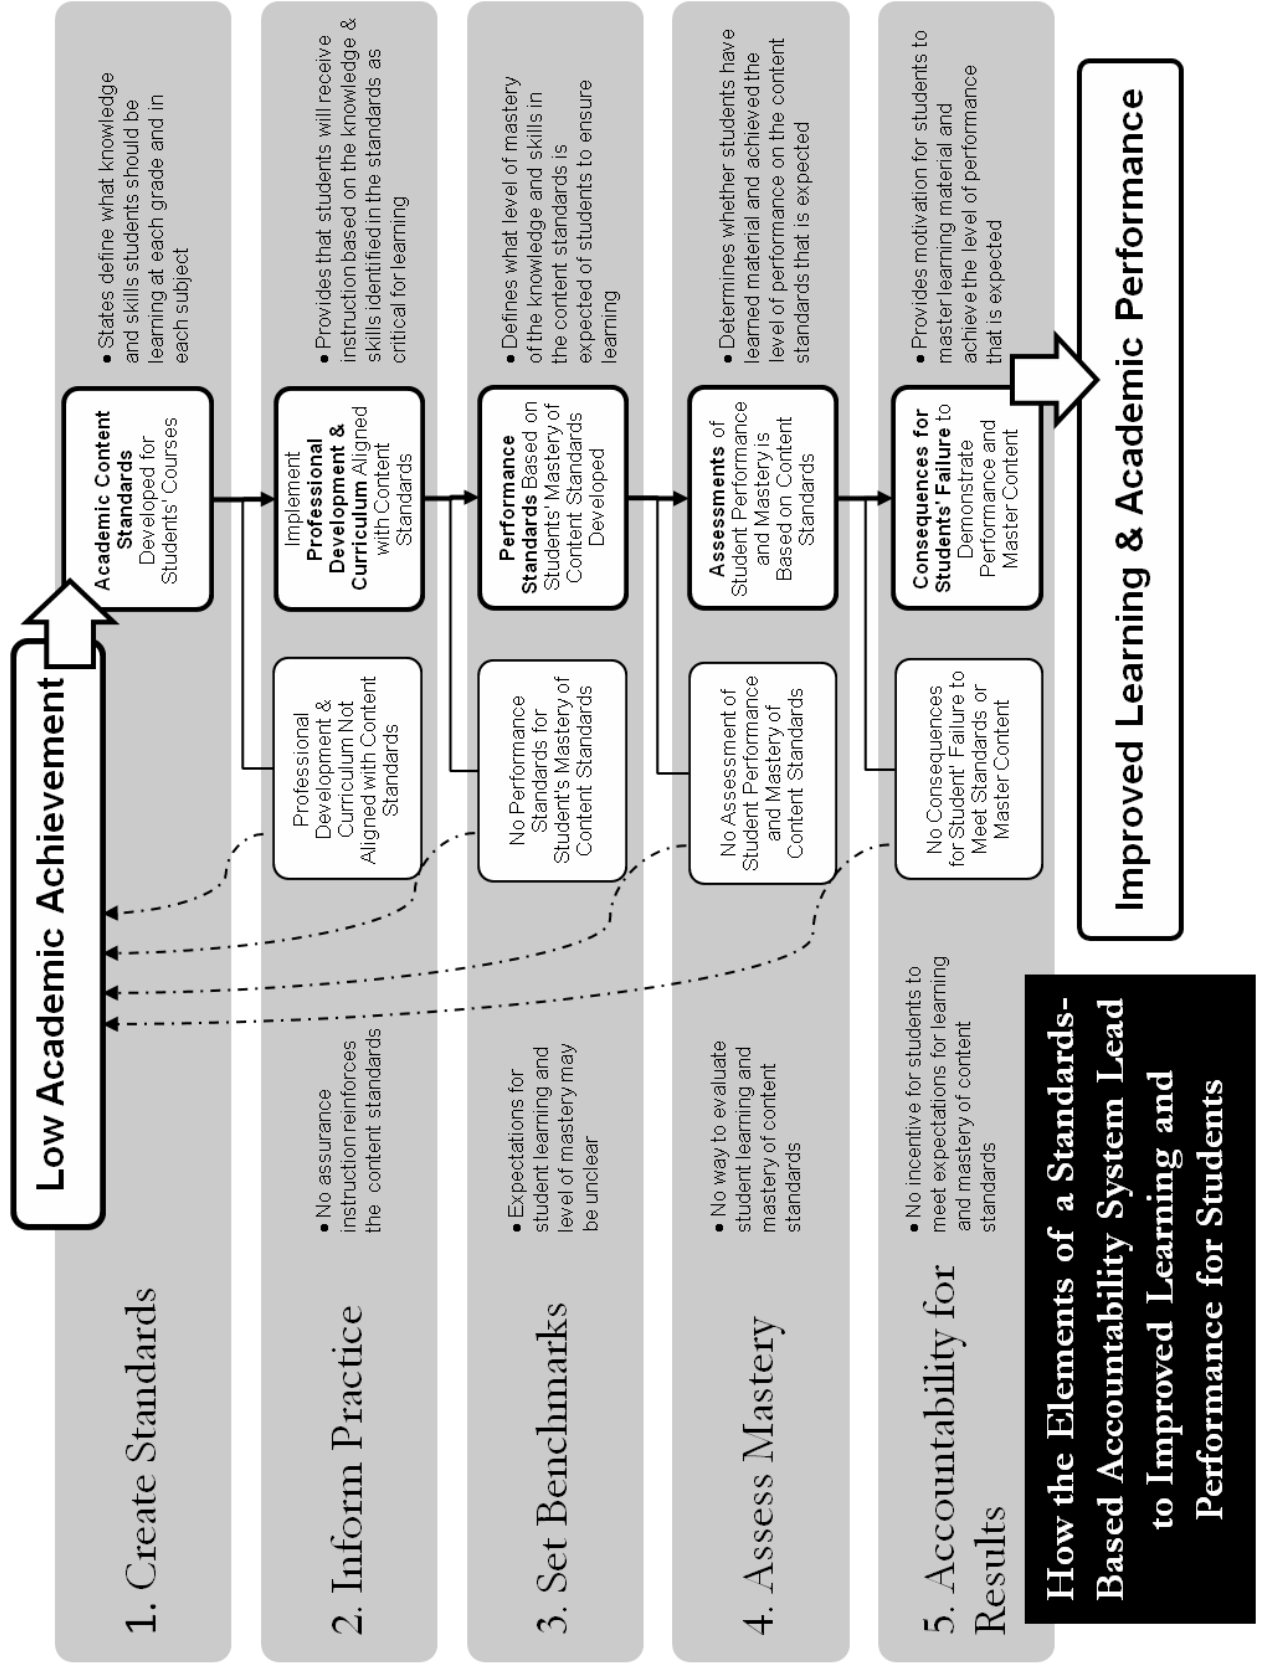 Low Academic Achievement
1. Create Standards
Academic Content
Standards
Developed for
Students' Courses
• States define what knowledge
and skills students should be
learning at each grade and in
each subject
2. Inform Practice
• No assurance
instruction reinforces
the content standards
Professional
Development &
Curriculum Not
Aligned with Content
Standards
Implement
Professional
Development &
Curriculum Aligned
with Content
Standards
• Provides that students will receive
instruction based on the knowledge &
skills identified in the standards as
critical for learning
3. Set Benchmarks
• Expectations for
student learning and
level of mastery may
be unclear
No Performance
Standards for
Student's Mastery of
Content Standards
Performance
Standards Based on
Students' Mastery of
Content Standards
Developed
• Defines what level of mastery
of the knowledge and skills in
the content standards is
expected of students to ensure
learning
4. Assess Mastery
• No way to evaluate
student learning and
mastery of content
standards
No Assessment of
Student Performance
and Mastery of
Content Standards
Assessments of
Student Performance
and Mastery is
Based on Content
Standards
• Determines whether students have
learned material and achieved the
level of performance on the content
standards that is expected
5. Accountability for
Results
• No incentive for students to
meet expectations for learning
and mastery of content
standards
No Consequences
for Student' Failure to
Meet Standards or
Master Content
Consequences for
Students' Failure to
Demonstrate
Performance and
Master Content
• Provides motivation for students to
master learning material and
achieve the level of performance
that is expected
How the Elements of a Standards-
Based Accountability System Lead
to Improved Learning and
Performance for Students
Improved Learning & Academic Performance